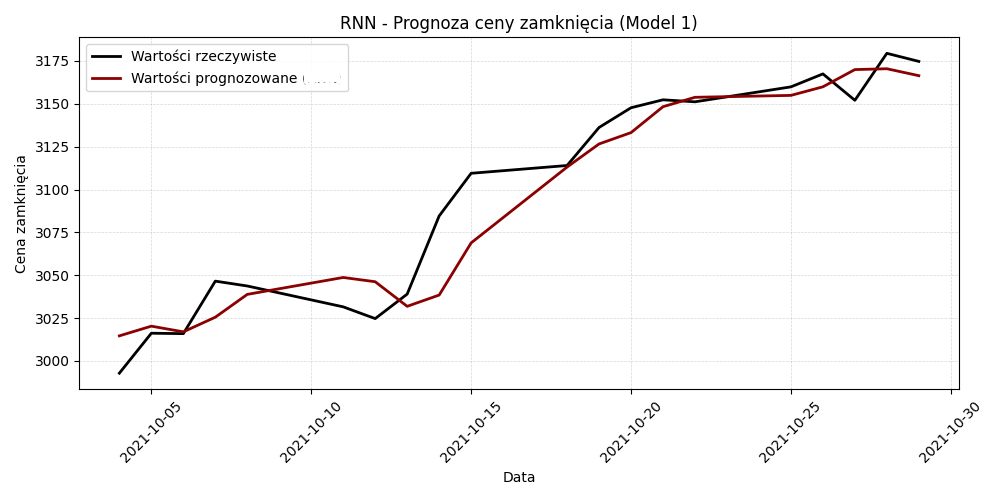 RNN - Prognoza ceny zamknięcia (Model 1)
Wartości rzeczywiste
Wartości prognozowane
Cena zamknięcia
3175
3150
3125
3100
3075
3050
3025
3000
2021-10-05
2021-10-10
2021-10-15
2021-10-20
2021-10-25
2021-10-30
Data